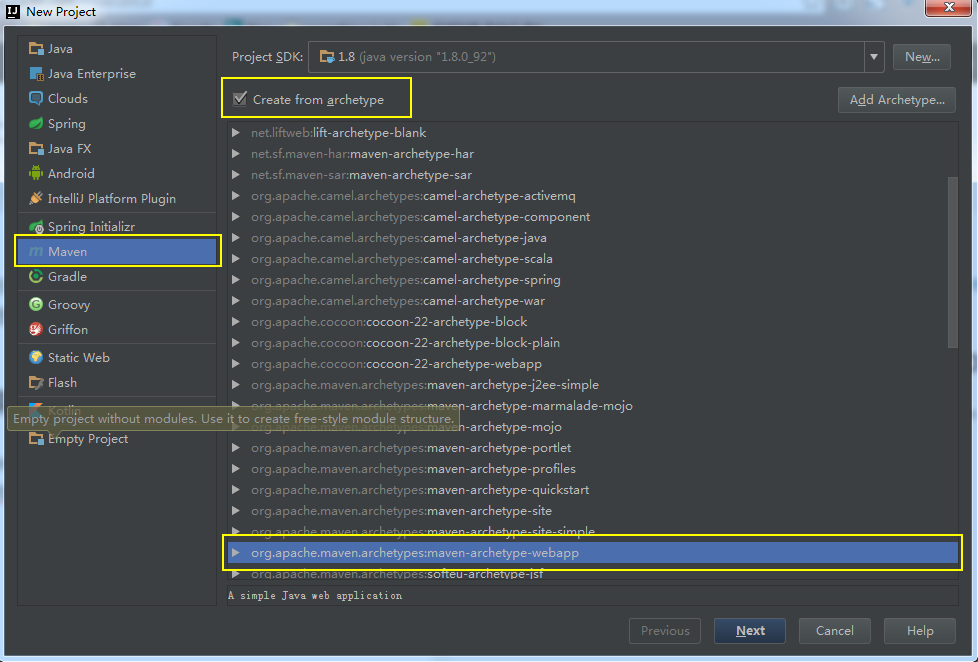 New Project
Java
Java Enterprise
Clouds
Spring
Java FX
Android
IntelliJ Platform Plugin
Spring Initializr
Maven
Gradle
Groovy
Griffon
Static Web
Flash
Kotlin
Empty project without modules. Use it to create free-style module structure.
Empty Project
Project SDK: 1.8 (java version "1.8.0_92") New...
Create from archetype Add Archetype...
net.liftweb:lift-archetype-blank
net.sf.maven-har:maven-archetype-har
net.sf.maven-sar:maven-archetype-sar
org.apache.camel.archetypes:camel-archetype-activemq
org.apache.camel.archetypes:camel-archetype-component
org.apache.camel.archetypes:camel-archetype-java
org.apache.camel.archetypes:camel-archetype-scala
org.apache.camel.archetypes:camel-archetype-spring
org.apache.camel.archetypes:camel-archetype-war
org.apache.cocoon:cocoon-22-archetype-block
org.apache.cocoon:cocoon-22-archetype-block-plain
org.apache.cocoon:cocoon-22-archetype-webapp
org.apache.maven.archetypes:maven-archetype-j2ee-simple
org.apache.maven.archetypes:maven-archetype-marmalade-mojo
maven-archetype-mojo
org.apache.maven.archetypes:maven-archetype-portlet
org.apache.maven.archetypes:maven-archetype-profiles
org.apache.maven.archetypes:maven-archetype-quickstart
org.apache.maven.archetypes:maven-archetype-site
org.apache.maven.archetypes:maven-archetype-site-simple
org.apache.maven.archetypes:maven-archetype-webapp
org.apache.maven.archetypes:softeu-archetype-jsf
A simple Java web application
Previous Next Cancel Help